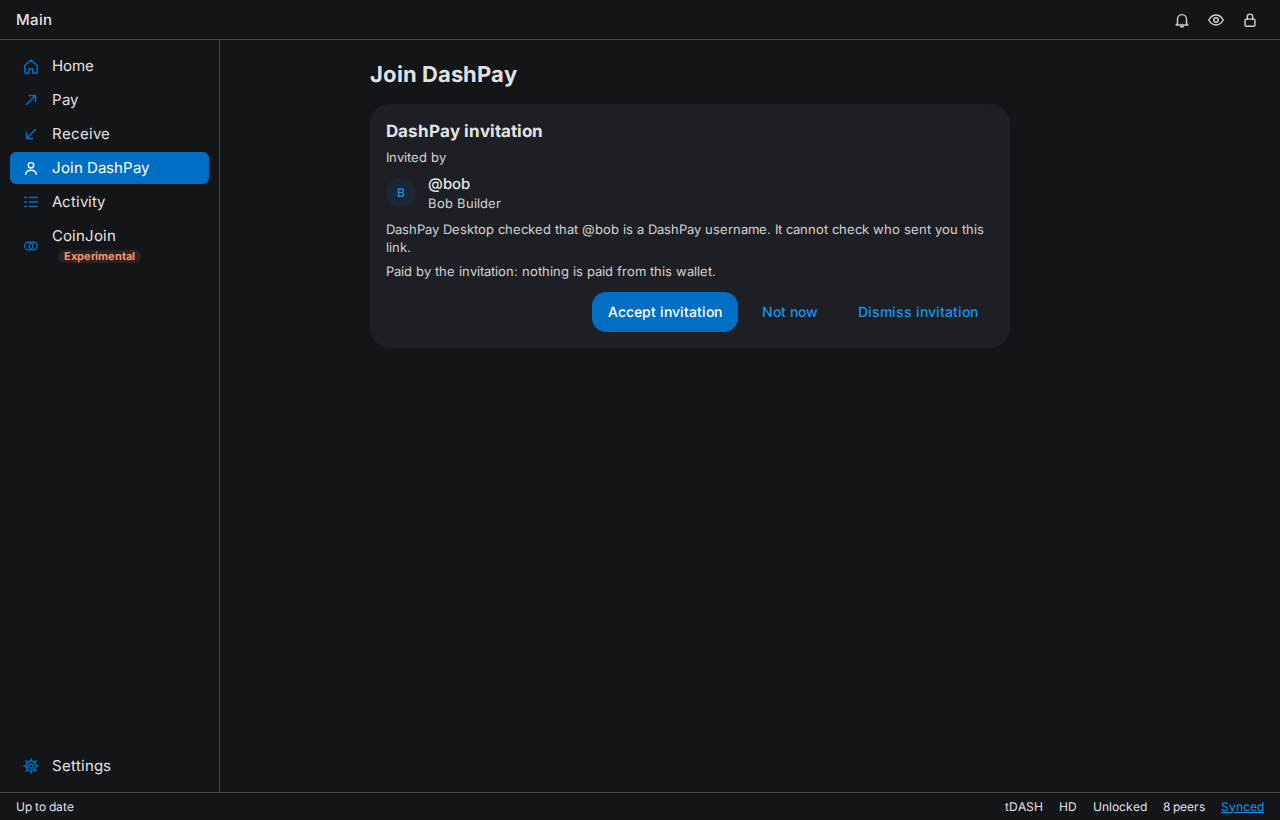 Main
Home
Pay
Receive
Join DashPay
Activity
CoinJoin
Experimental
Settings
Join DashPay
DashPay invitation
Invited by
B
@bob
Bob Builder
DashPay Desktop checked that @bob is a DashPay username. It cannot check who sent you this
link.
Paid by the invitation: nothing is paid from this wallet.
Accept invitation Not now Dismiss invitation
Up to date tDASH HD Unlocked 8 peers Synced